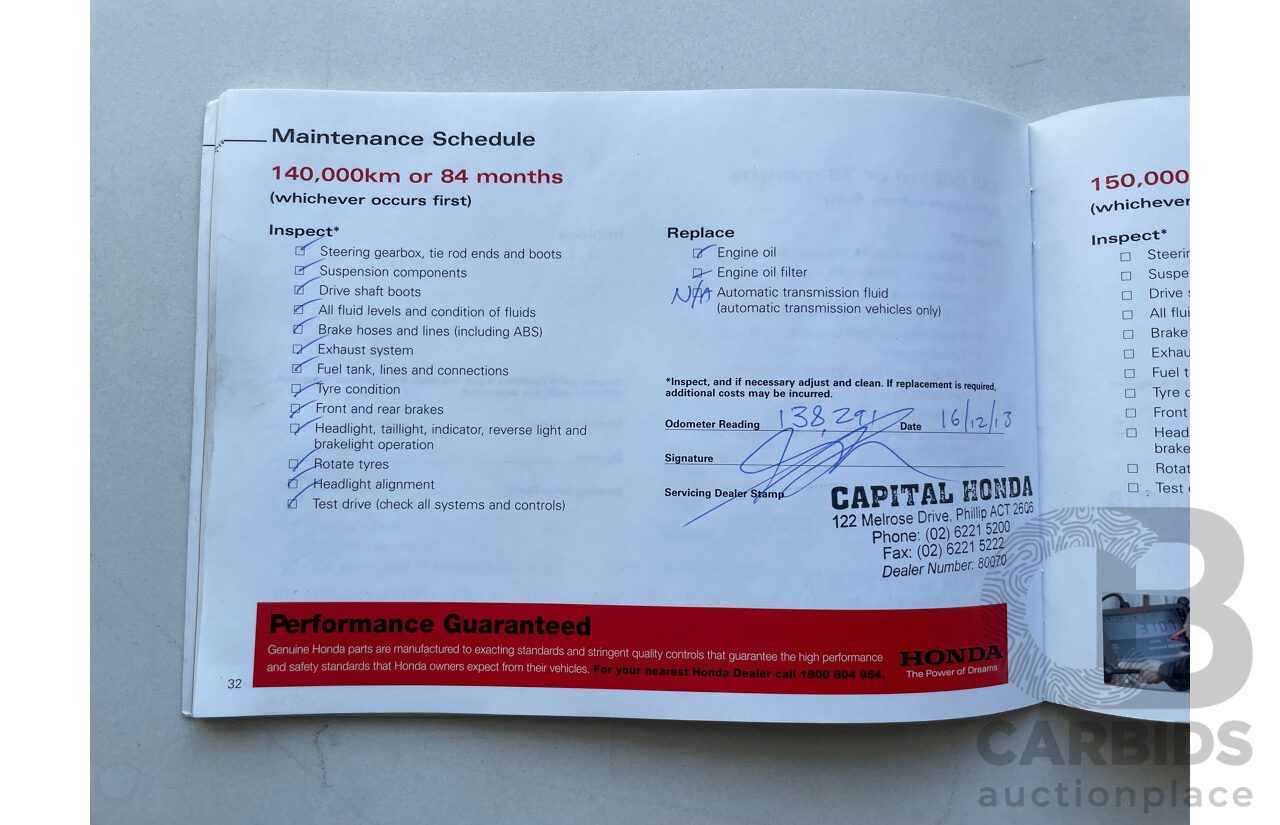 Maintenance Schedule
140,000km or 84 months
(whichever occurs first)
Inspect*
Steering gearbox, tie rod ends and boots
Suspension components
Drive shaft boots
All fluid levels and condition of fluids
Brake hoses and lines (including ABS)
Exhaust system
Fuel tank, lines and connections
Tyre condition
Front and rear brakes
Headlight, taillight, indicator, reverse light and
brakelight operation
Rotate tyres
Headlight alignment
Test drive (check all systems and controls)
Replace
Engine oil
Engine oil filter
N/A Automatic transmission fluid
(automatic transmission vehicles only)
*Inspect, and if necessary adjust and clean. If replacement is required,
additional costs may be incurred.
Odometer Reading 138,291 Date 16/12/13
Signature
Servicing Dealer Stamp
CAPITAL HONDA
122 Melrose Drive, Phillip ACT 2606
Phone: (02) 6221 5200
Fax: (02) 6221 5222
Dealer Number: 80070
Performance Guaranteed
Genuine Honda parts are manufactured to exacting standards and stringent quality controls that guarantee the high performance
and safety standards that Honda owners expect from their vehicles. For your nearest Honda Dealer call 1800 804 954.
HONDA
The Power of Dreams
32
150,000
(whichever
Inspect*
Steerin
Suspe
Drive s
All flui
Brake
Exhau
Fuel t
Tyre c
Front
Head
brake
Rotat
Test
CARBIDS
auctionplace